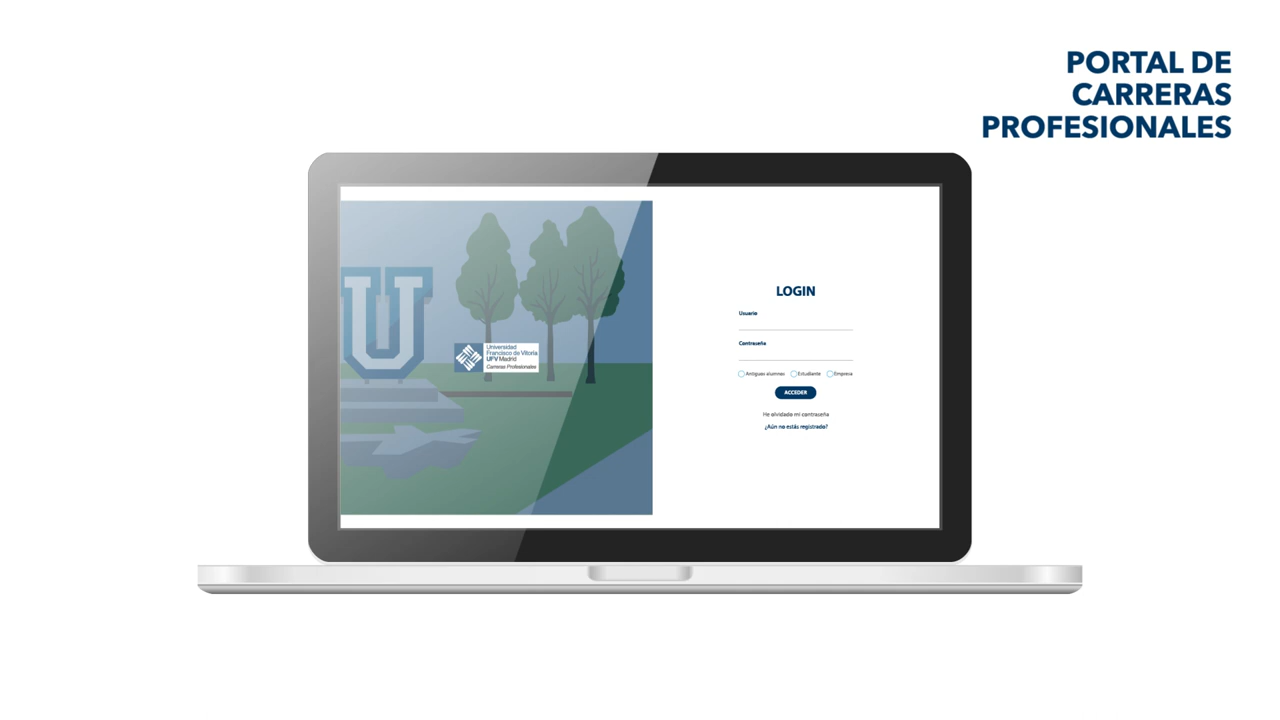 PORTAL DE
CARRERAS
PROFESIONALES
U
Universidad
Francisco de Vitoria
UFV Madrid
Carreras Profesionales
LOGIN
Usuario
Contraseña
Antiguos alumnos Estudiante Empresa
ACCEDER
He olvidado mi contraseña
¿Aún no estás registrado?